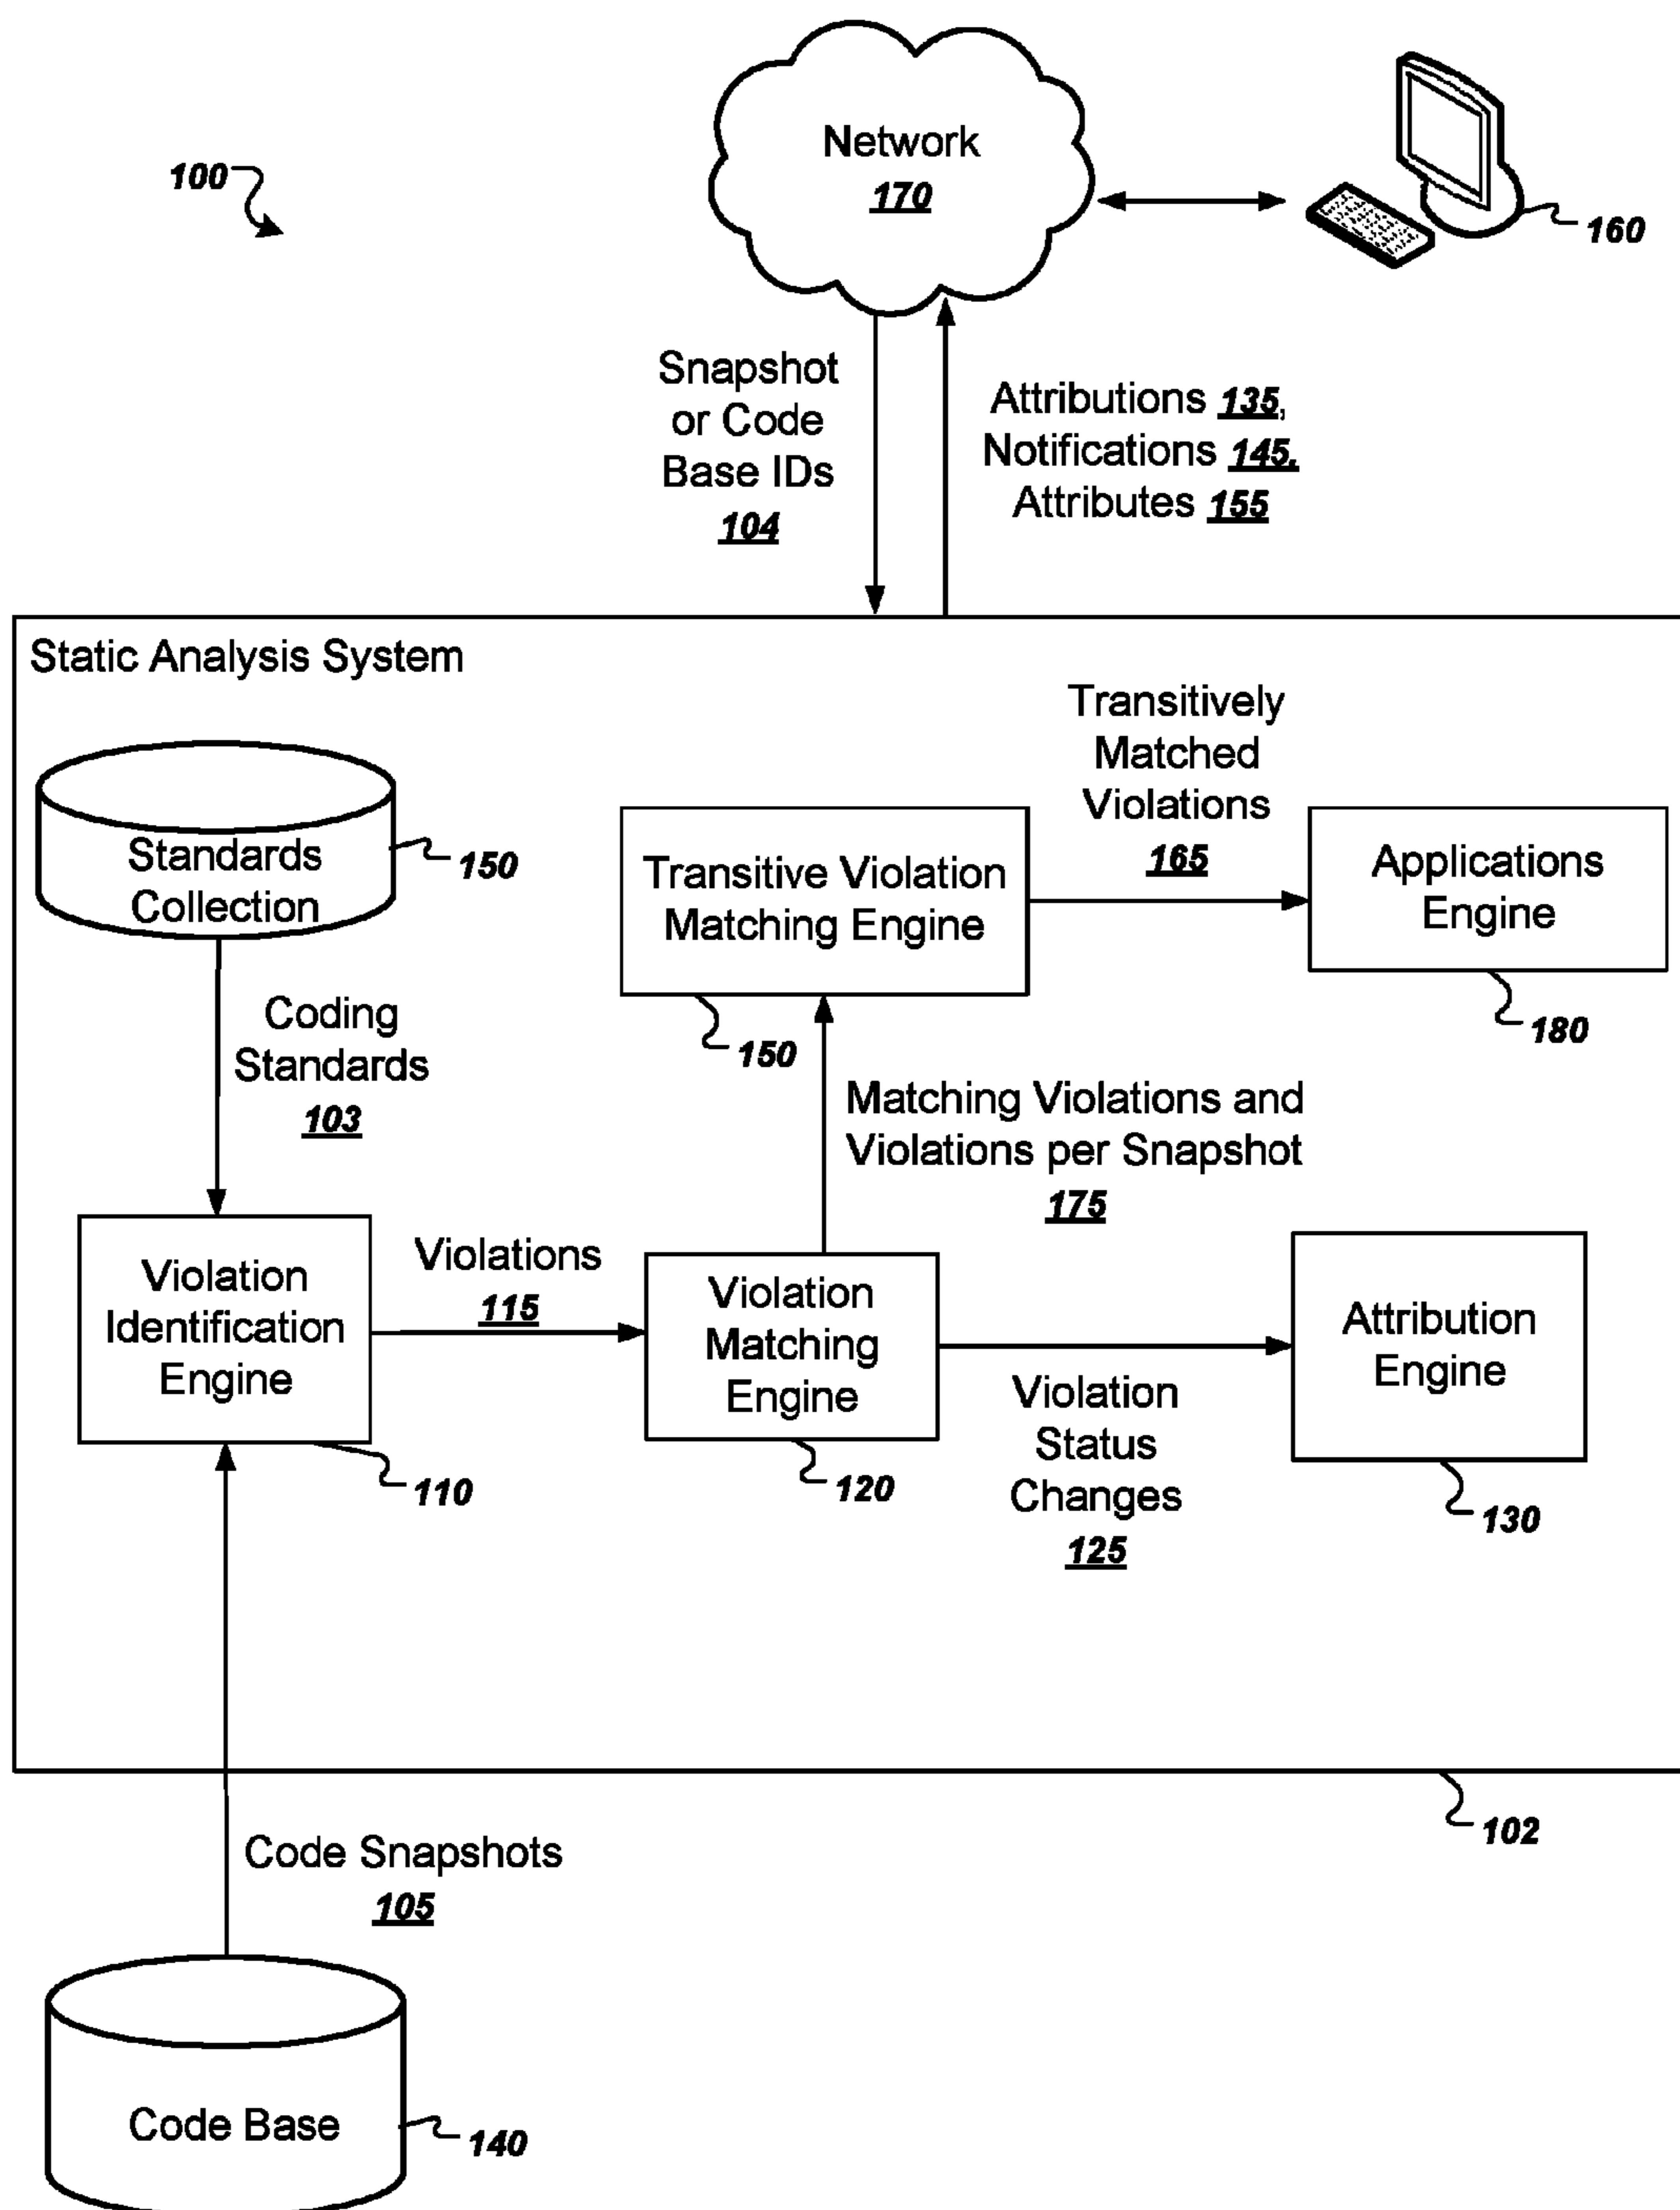 Network
170
100
160
Snapshot
or Code
Base IDs
104
Attributions 135,
Notifications 145,
Attributes 155
Static Analysis System
Standards
Collection
150
Transitively
Matched
Violations
165
Transitive Violation
Matching Engine
150
Applications
Engine
180
Coding
Standards
103
Matching Violations and
Violations per Snapshot
175
Violation
Identification
Engine
110
Violations
115
Violation
Matching
Engine
120
Violation
Status
Changes
125
Attribution
Engine
130
102
Code Snapshots
105
Code Base
140